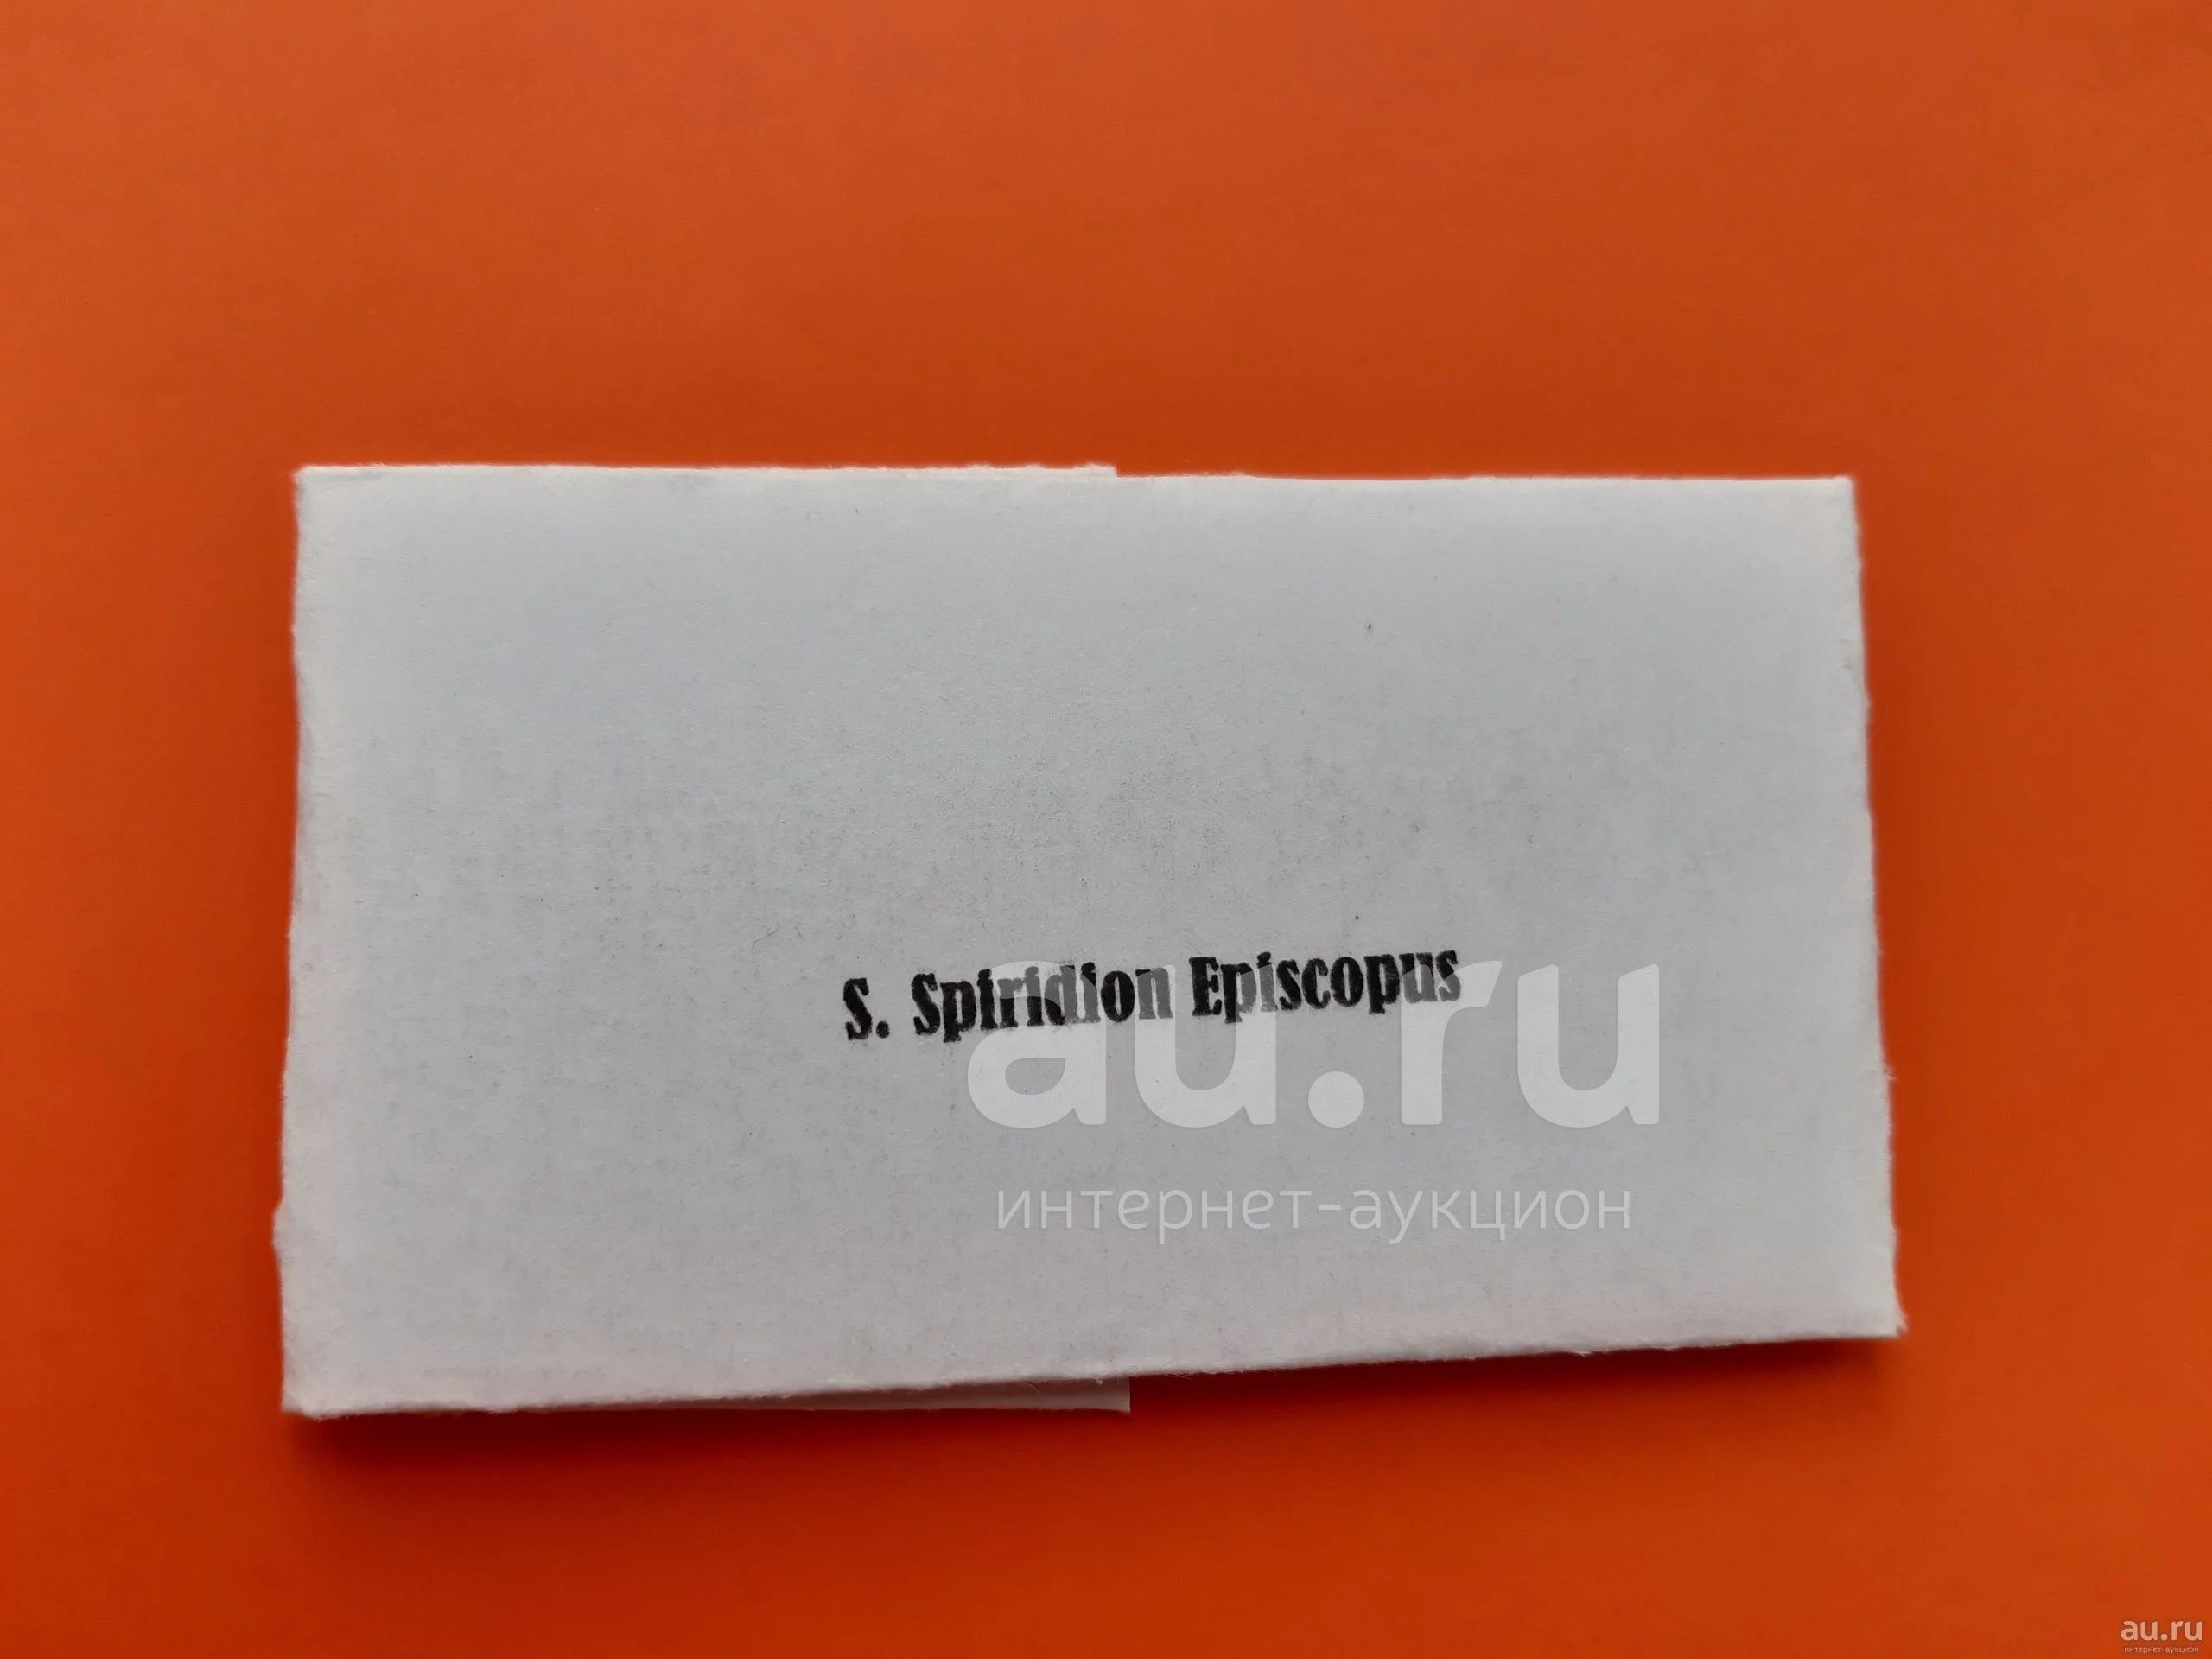 S. Spiridion Episcopus
au.ru
интернет-аукцион
au.ru
интернет-аукцион